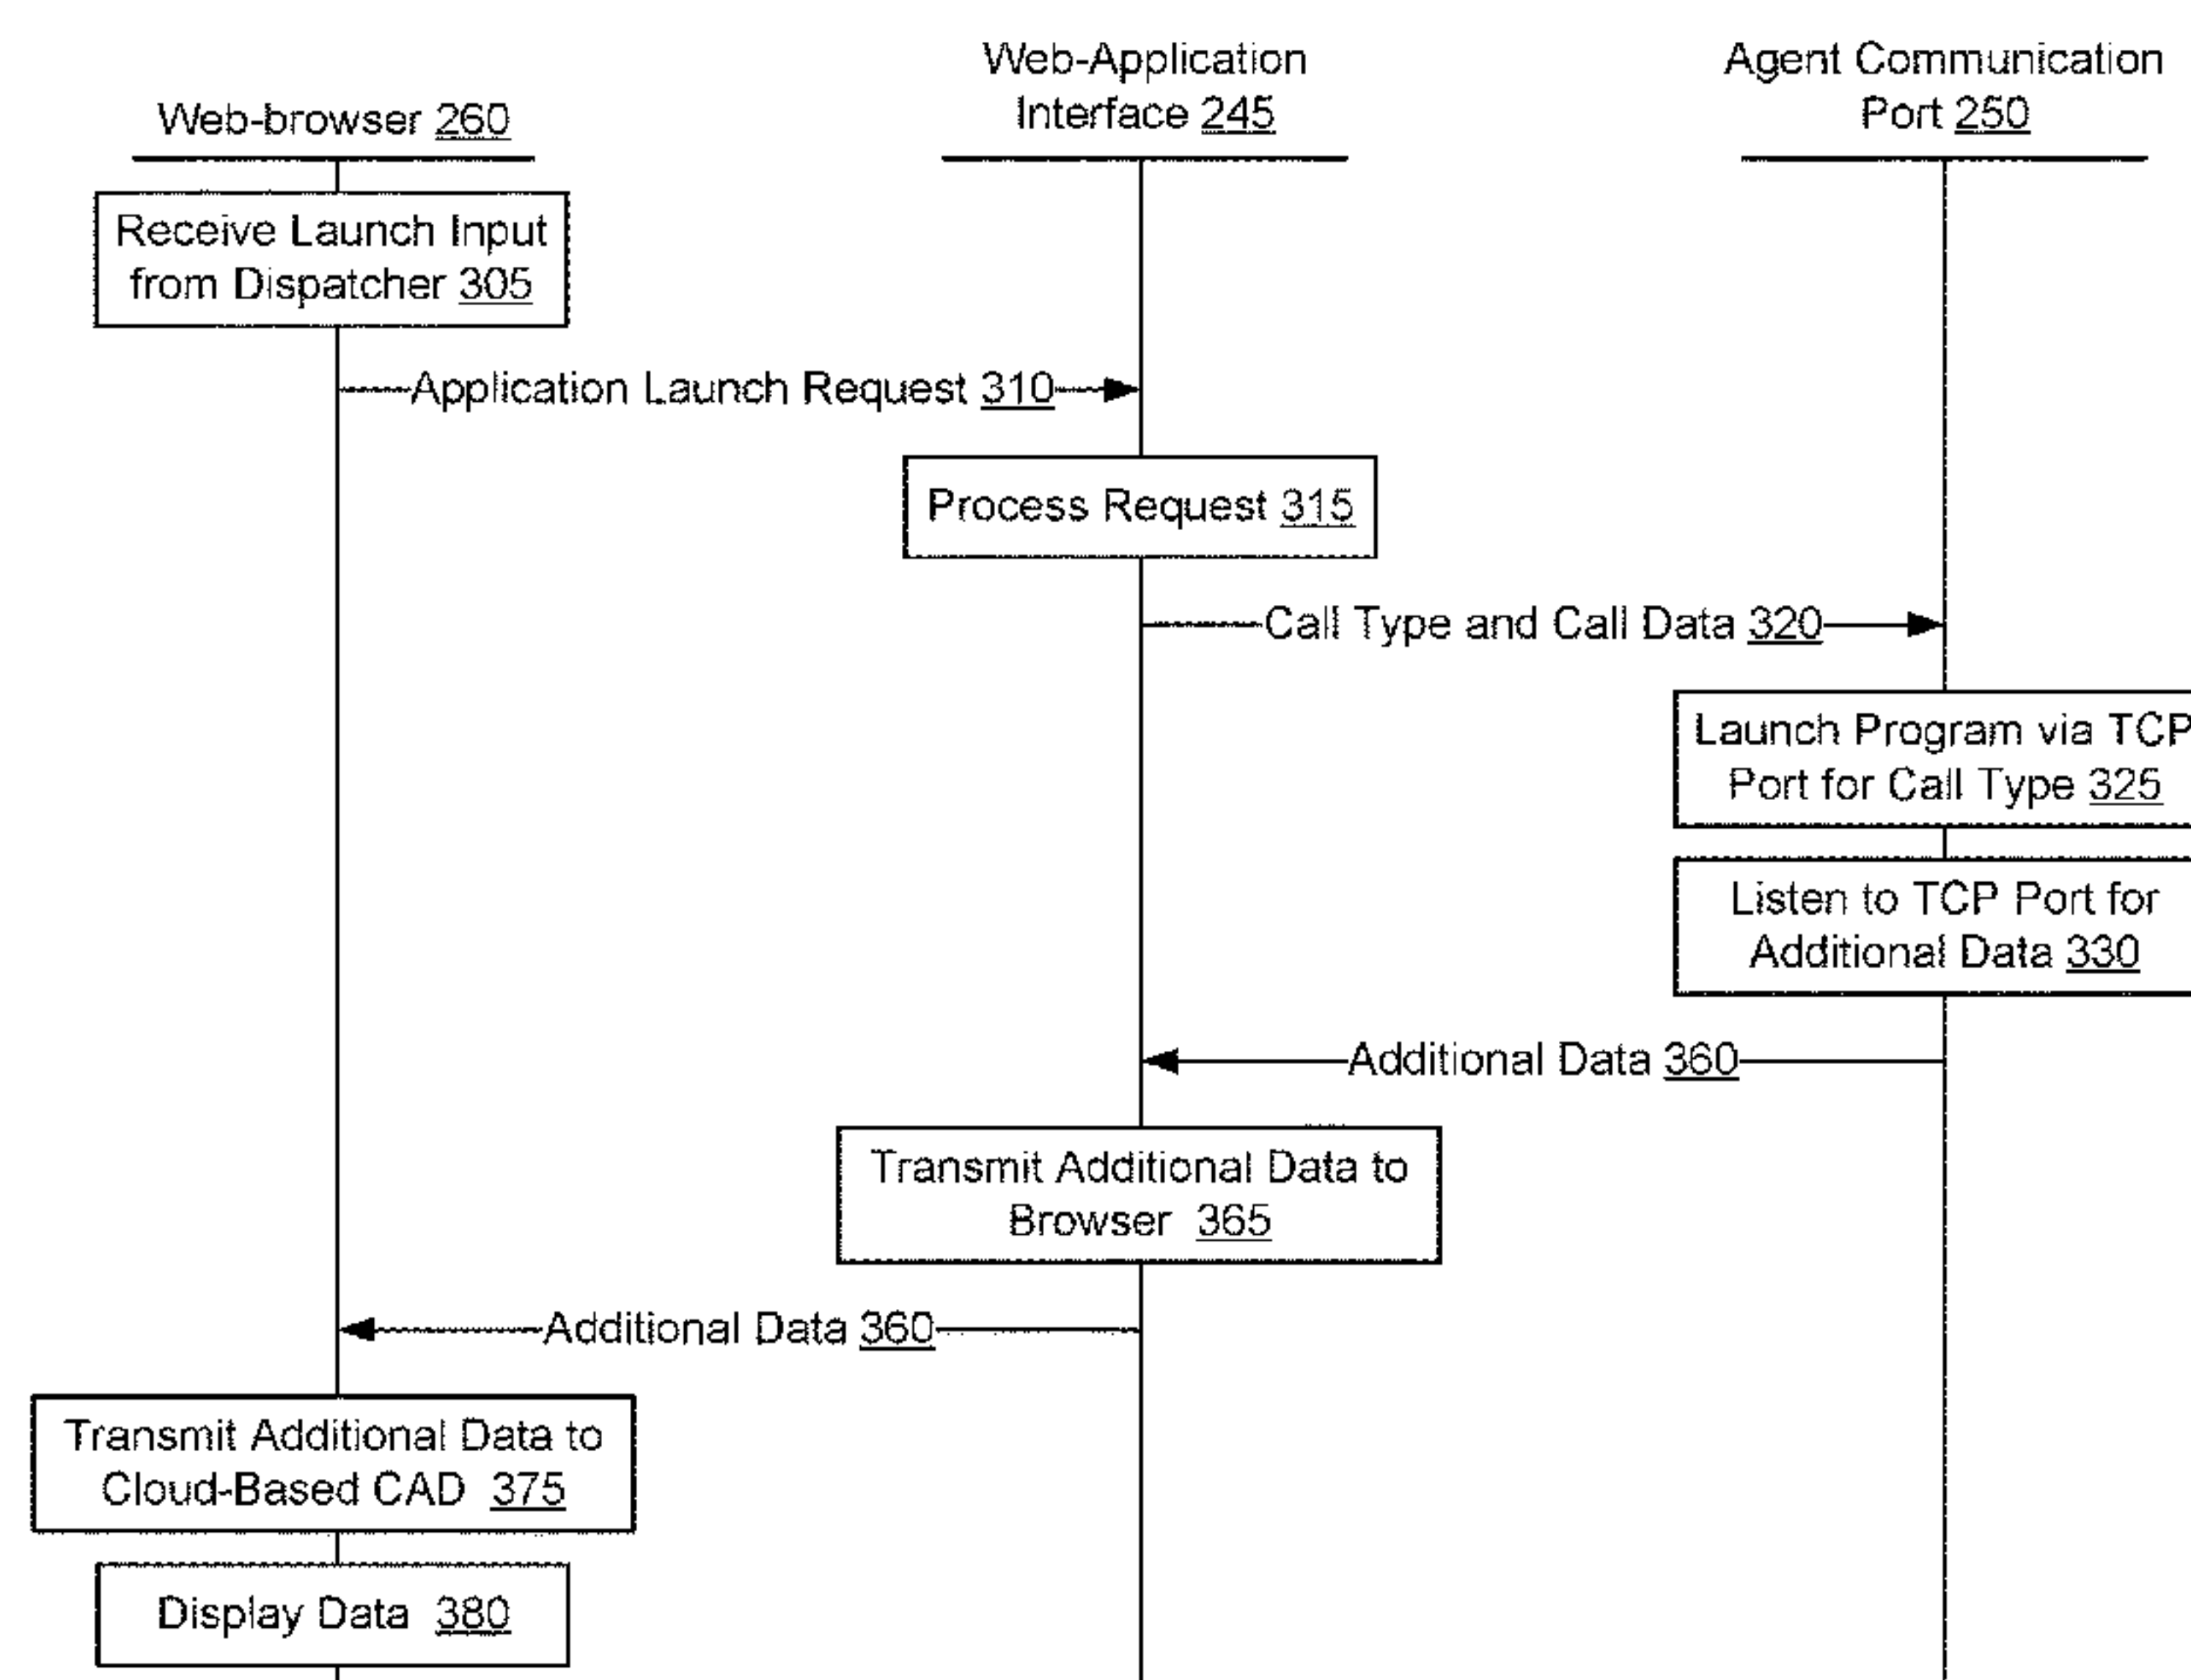 Web-browser 260
Web-Application
Interface 245
Agent Communication
Port 250
Receive Launch Input
from Dispatcher 305
Application Launch Request 310
Process Request 315
Call Type and Call Data 320
Launch Program via TCP
Port for Call Type 325
Listen to TCP Port for
Additional Data 330
Additional Data 360
Transmit Additional Data to
Browser 365
Additional Data 360
Transmit Additional Data to
Cloud-Based CAD 375
Display Data 380